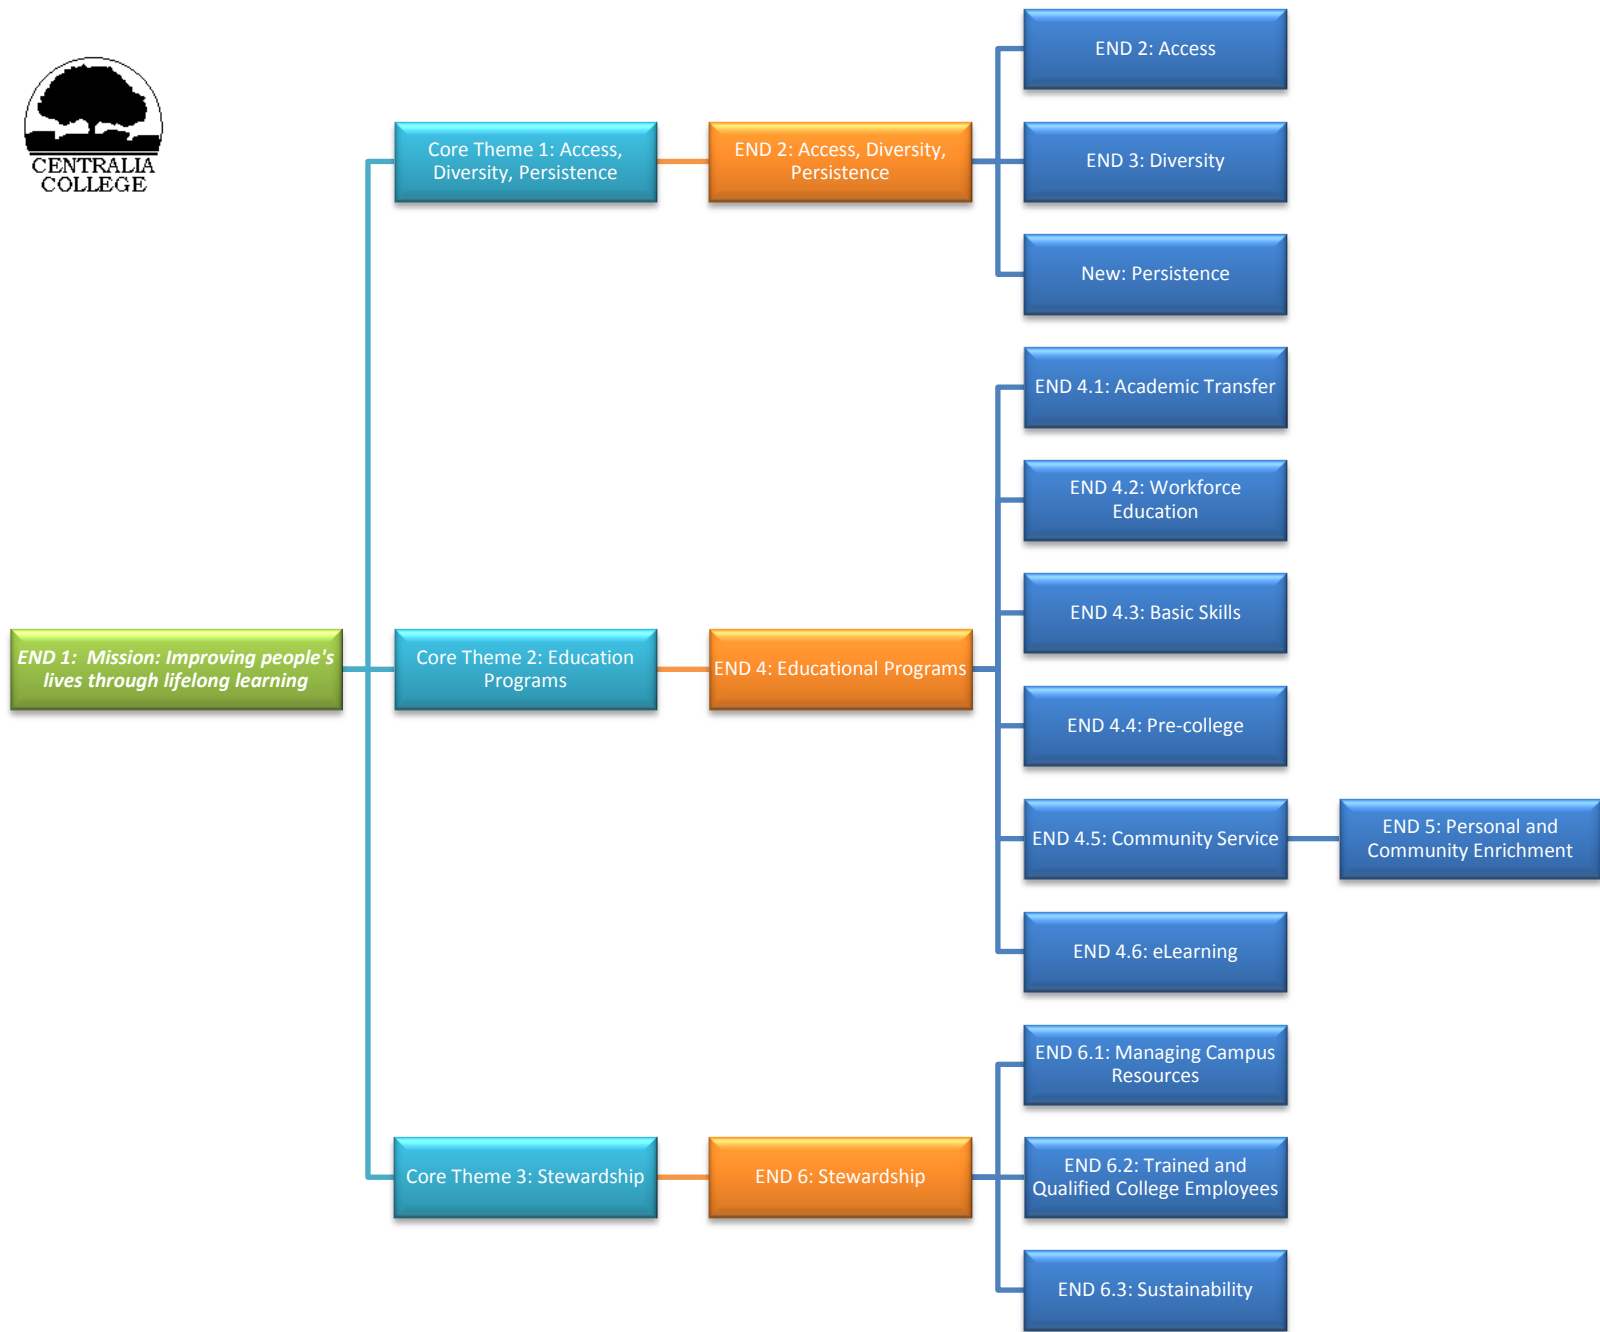 CENTRALIA
COLLEGE
END 1:  Mission: Improving people's
lives through lifelong learning
Core Theme 1: Access,
Diversity, Persistence
END 2: Access, Diversity,
Persistence
END 2: Access
END 3: Diversity
New: Persistence
Core Theme 2: Education
Programs
END 4: Educational Programs
END 4.1: Academic Transfer
END 4.2: Workforce
Education
END 4.3: Basic Skills
END 4.4: Pre-college
END 4.5: Community Service
END 5: Personal and
Community Enrichment
END 4.6: eLearning
Core Theme 3: Stewardship
END 6: Stewardship
END 6.1: Managing Campus
Resources
END 6.2: Trained and
Qualified College Employees
END 6.3: Sustainability